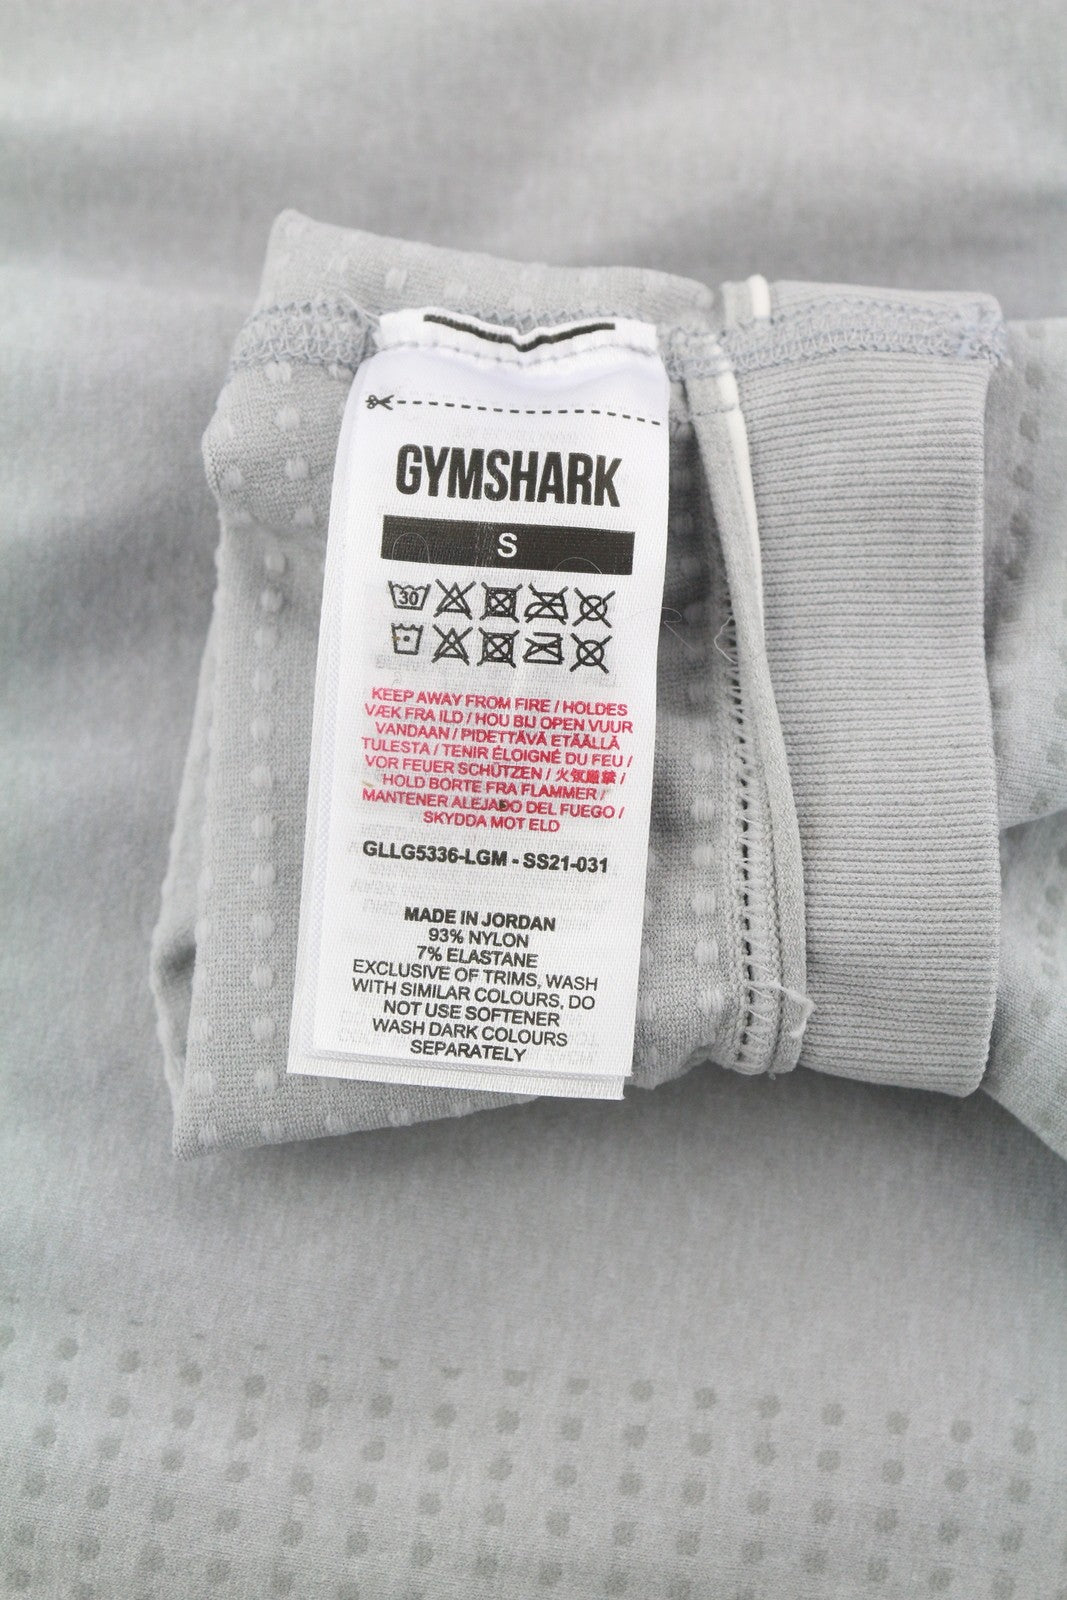 GYMSHARK
S
30
KEEP AWAY FROM FIRE / HOLDES
VÆK FRA ILD / HOU BIJ OPEN VUUR
VANDAAN / PIDETTÄVÄ ETÄÄLLÄ
TULESTA / TENIR ÉLOIGNÉ DU FEU /
VOR FEUER SCHÜTZEN / 火気厳禁 /
HOLD BORTE FRA FLAMMER /
MANTENER ALEJADO DEL FUEGO /
SKYDDA MOT ELD
GLLG5336-LGM - SS21-031
MADE IN JORDAN
93% NYLON
7% ELASTANE
EXCLUSIVE OF TRIMS, WASH
WITH SIMILAR COLOURS, DO
NOT USE SOFTENER
WASH DARK COLOURS
SEPARATELY